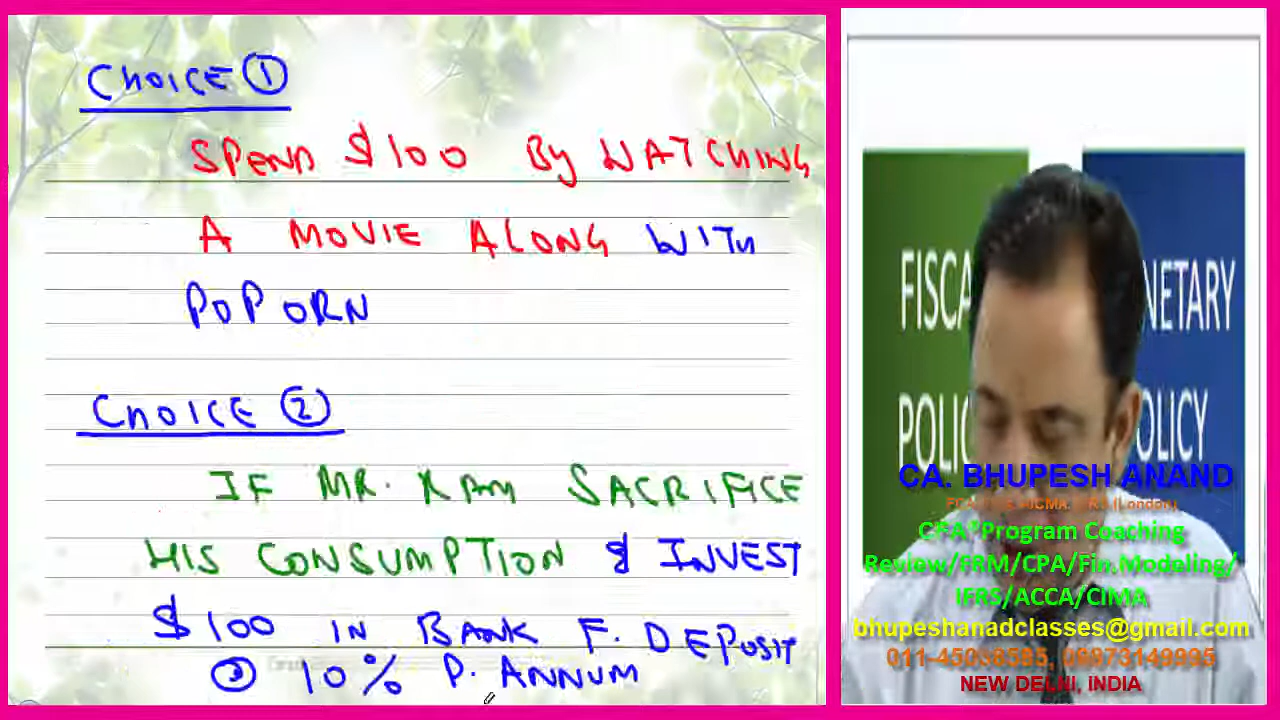 CHOICE ①
SPEND $100 By WATCHING
A MOVIE ALONG WITH
POPORN
CHOICE ②
IF MR. RAM SACRIFICE
HIS CONSUMPTION & INVEST
$100 IN BANK F. DEPOSIT
@ 10% P. ANNUM
FISCA
POLIC
NETARY
OLICY
CA. BHUPESH ANAND
(London)
CFA Program Coaching
Review/FRM/CPA/Fin.Modeling/
IFRS/ACCA/CIMA
bhupeshanadclasses@gmail.com
09873149995
NEW DELHI, INDIA